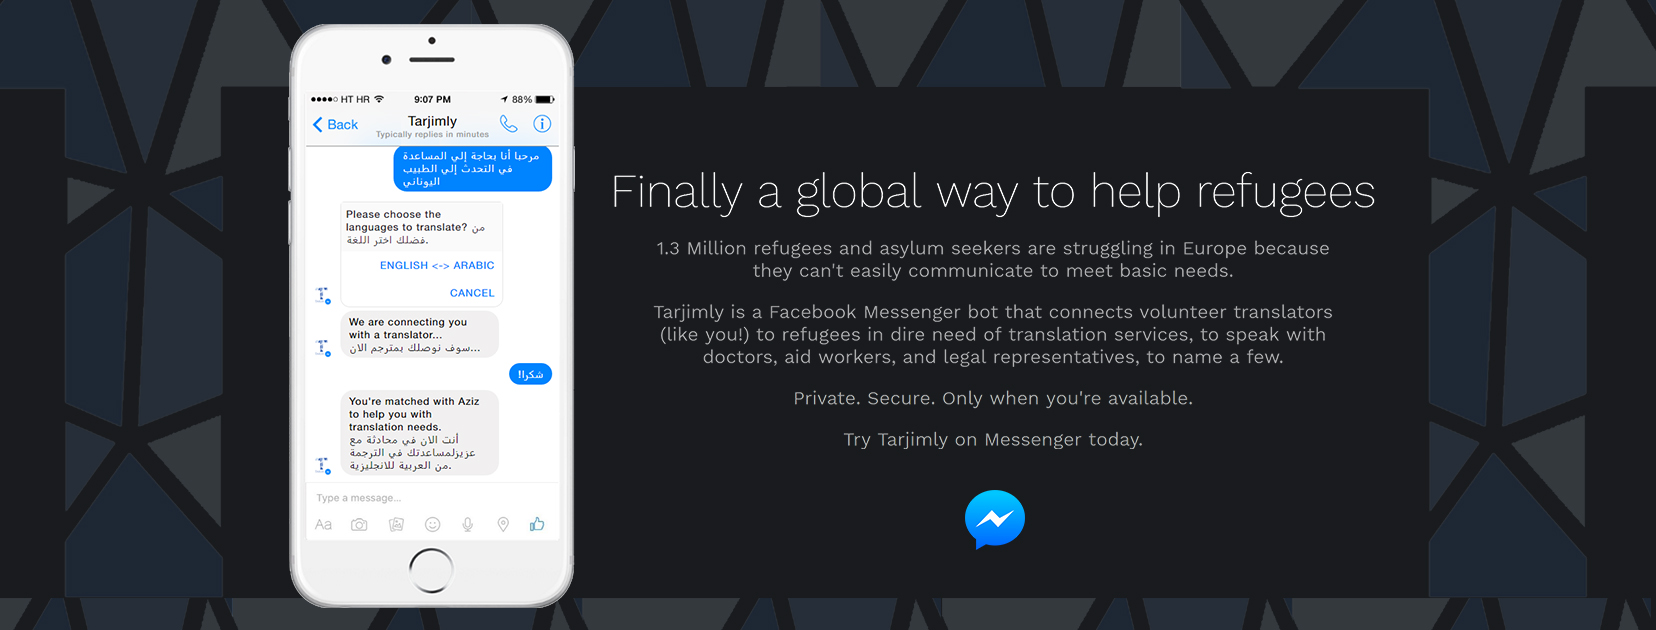 ●●●●○ HT HR 9:07 PM 88%
Back Tarjimly
Typically replies in minutes
مرحبا أنا بحاجة إلي المساعدة
في التحدث إلي الطبيب
اليوناني
Please choose the
languages to translate? من
فضلك اختر اللغة.
ENGLISH <-> ARABIC
CANCEL
We are connecting you
with a translator...
سوف نوصلك بمترجم الان...
شكرا!
You're matched with Aziz
to help you with
translation needs.
أنت الان في محادثة مع
عزيزلمساعدتك في الترجمة
من العربية للانجليزية.
Type a message...
Aa
Finally a global way to help refugees
1.3 Million refugees and asylum seekers are struggling in Europe because
they can't easily communicate to meet basic needs.
Tarjimly is a Facebook Messenger bot that connects volunteer translators
(like you!) to refugees in dire need of translation services, to speak with
doctors, aid workers, and legal representatives, to name a few.
Private. Secure. Only when you're available.
Try Tarjimly on Messenger today.